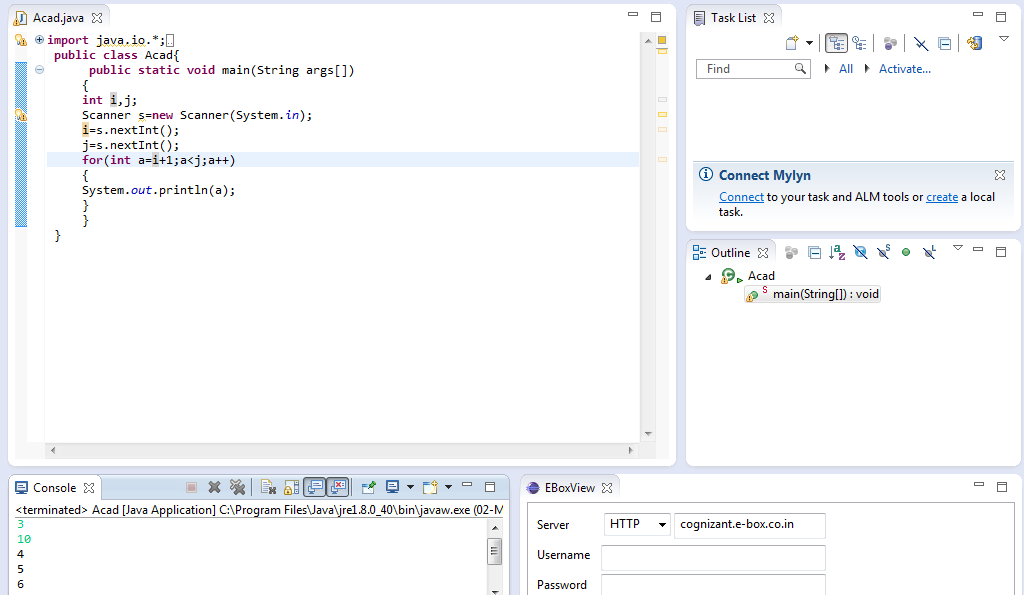 Acad.java
import java.io.*;
public class Acad{
public static void main(String args[])
{
int i,j;
Scanner s=new Scanner(System.in);
i=s.nextInt();
j=s.nextInt();
for(int a=i+1;a<j;a++)
{
System.out.println(a);
}
}
}
Task List
Find
All
Activate...
Connect Mylyn
Connect to your task and ALM tools or create a local
task.
Outline
Acad
main(String[]) : void
Console
<terminated> Acad [Java Application] C:\Program Files\Java\jre1.8.0_40\bin\javaw.exe (02-M
3
10
4
5
6
EBoxView
Server HTTP cognizant.e-box.co.in
Username
Password